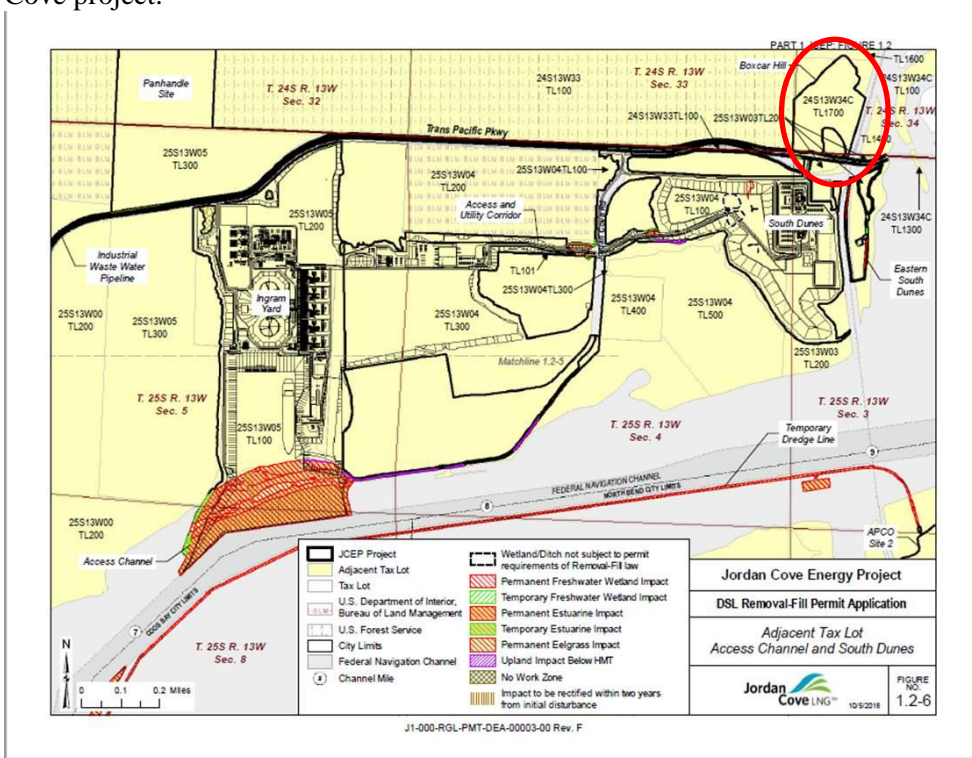 Cove project.
PART 1 JCEP: FIGURE 1.2
TL1600
Boxcar Hill
Panhandle
Site
T. 24S R. 13W
Sec. 32
24S13W33
TL100
T. 24S R. 13W
Sec. 33
24S13W34C
TL1700
24S13W34C
TL100
T. 24S R. 13W
Sec. 34
24S13W33TL100
25S13W03TL200
TL1400
Trans Pacific Pkwy
25S13W05
TL300
25S13W04
TL200
25S13W04TL100
Access and
Utility Corridor
25S13W04
TL100
South Dunes
25S13W05
TL200
24S13W34C
TL1300
Industrial
Waste Water
Pipeline
TL101
25S13W04TL300
Eastern
South
Dunes
Ingram
Yard
25S13W00
TL200
25S13W05
TL300
25S13W04
TL300
25S13W04
TL400
25S13W04
TL500
25S13W03
TL200
Matchline 1.2-5
T. 25S R. 13W
Sec. 5
T. 25S R. 13W
Sec. 4
T. 25S R. 13W
Sec. 3
25S13W05
TL100
Temporary
Dredge Line
FEDERAL NAVIGATION CHANNEL
NORTH BEND CITY LIMITS
9
8
25S13W00
TL200
Access Channel
APCO
Site 2
COOS BAY CITY LIMITS
7
T. 25S R. 13W
Sec. 8
N
0 0.1 0.2 Miles
JCEP Project
Adjacent Tax Lot
Tax Lot
U.S. Department of Interior,
Bureau of Land Management
BLM
U.S. Forest Service
City Limits
Federal Navigation Channel
# Channel Mile
Wetland/Ditch not subject to permit
requirements of Removal-Fill law
Permanent Freshwater Wetland Impact
Temporary Freshwater Wetland Impact
Permanent Estuarine Impact
Temporary Estuarine Impact
Permanent Eelgrass Impact
Upland Impact Below HMT
No Work Zone
Impact to be rectified within two years
from initial disturbance
Jordan Cove Energy Project
DSL Removal-Fill Permit Application
Adjacent Tax Lot
Access Channel and South Dunes
Jordan
Cove LNG
10/5/2018
FIGURE
NO.
1.2-6
J1-000-RGL-PMT-DEA-00003-00 Rev. F